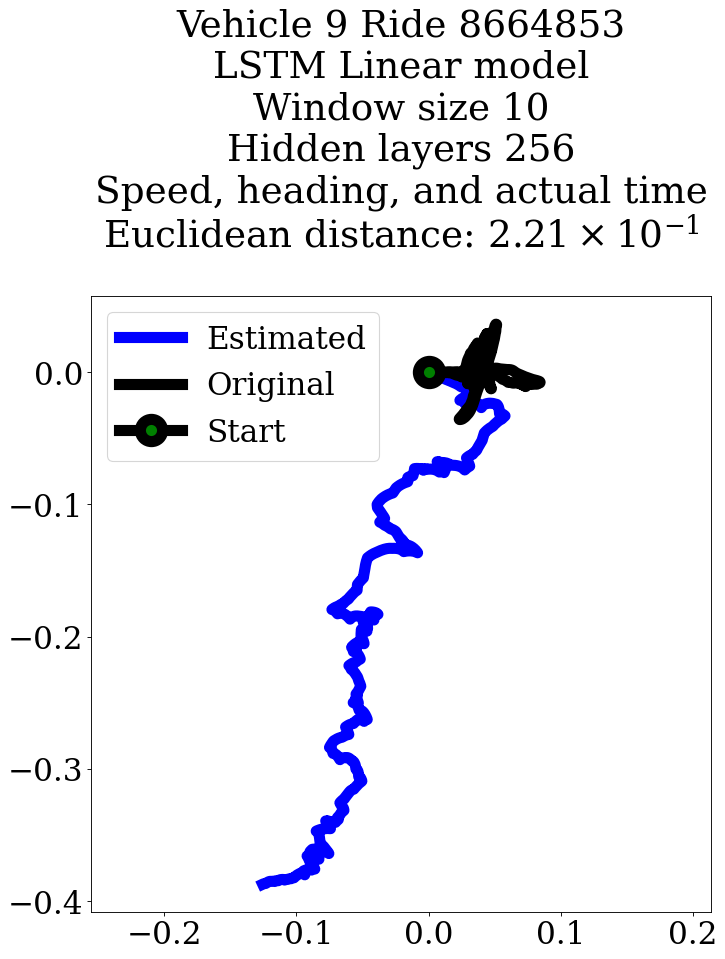 Vehicle 9 Ride 8664853
LSTM Linear model
Window size 10
Hidden layers 256
Speed, heading, and actual time
Euclidean distance: 2.21 × 10⁻¹
Estimated
Original
Start
0.0
−0.1
−0.2
−0.3
−0.4
−0.2
−0.1
0.0
0.1
0.2